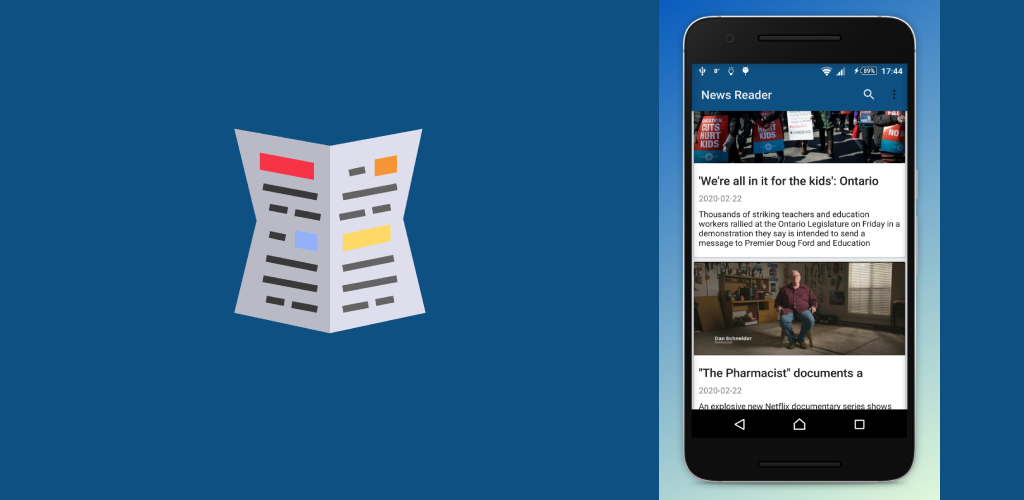 8° 89% 17:44
News Reader
CUTS
HURT
KIDS
HURT
KIDS
NO
'We're all in it for the kids': Ontario
2020-02-22
Thousands of striking teachers and education
workers rallied at the Ontario Legislature on Friday in a
demonstration they say is intended to send a
message to Premier Doug Ford and Education
Dan Schneider
PHARMACIST
"The Pharmacist" documents a
2020-02-22
An explosive new Netflix documentary series shows